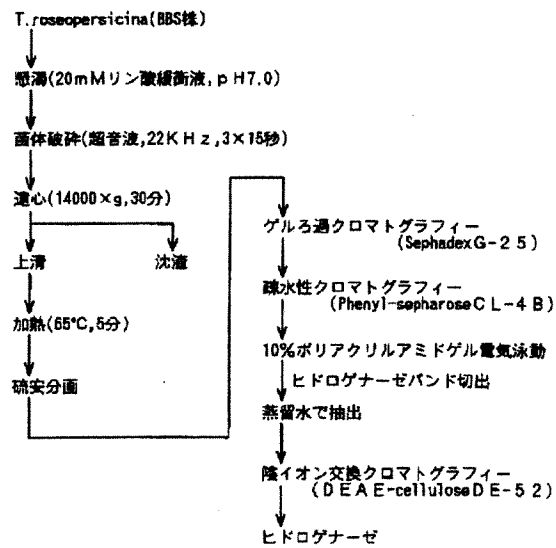 T.roseopersicina(BBS株)
懸濁(20mMリン酸緩衝液,pH7.0)
菌体破砕(超音波,22KHz,3×15秒)
遠心(14000×g,30分)
上清
沈渣
加熱(65°C,5分)
硫安分画
ゲルろ過クロマトグラフィー
(SephadexG-25)
疎水性クロマトグラフィー
(Phenyl-sepharoseCL-4B)
10%ポリアクリルアミドゲル電気泳動
ヒドロゲナーゼバンド切出
蒸留水で抽出
陰イオン交換クロマトグラフィー
(DEAE-celluloseDE-52)
ヒドロゲナーゼ